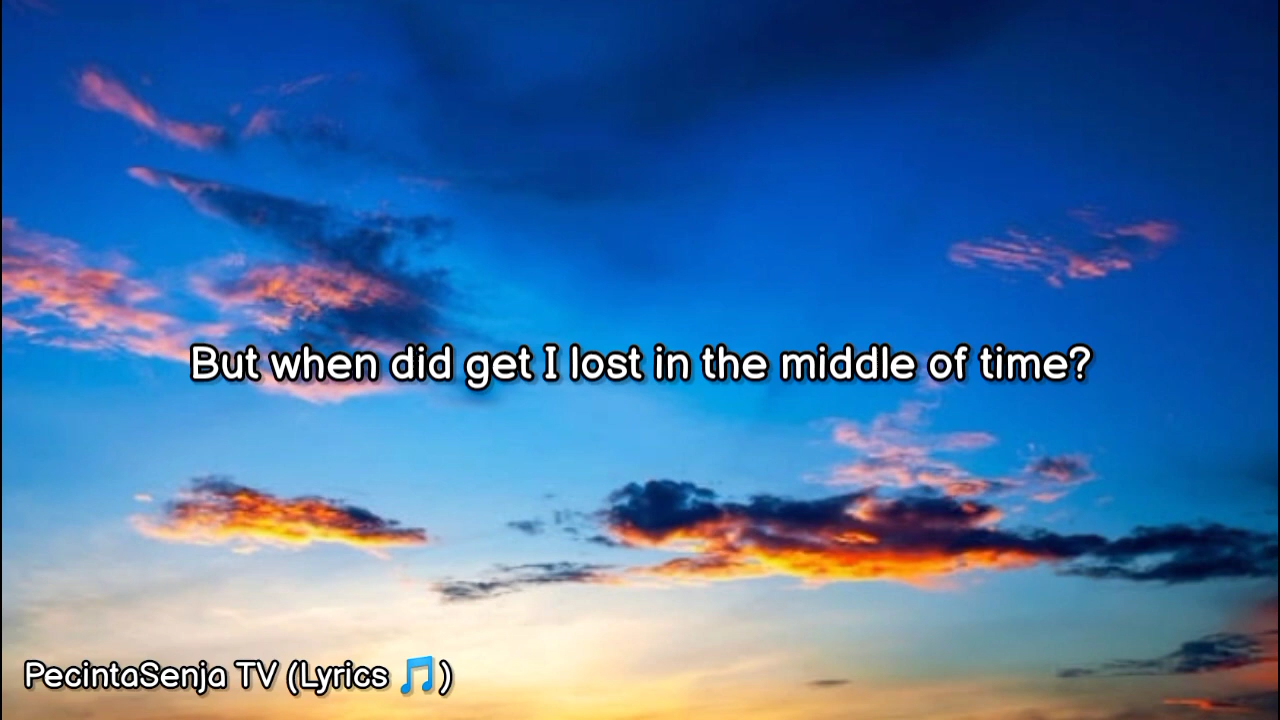 But when did get I lost in the middle of time?
PecintaSenja TV (Lyrics 🎵)